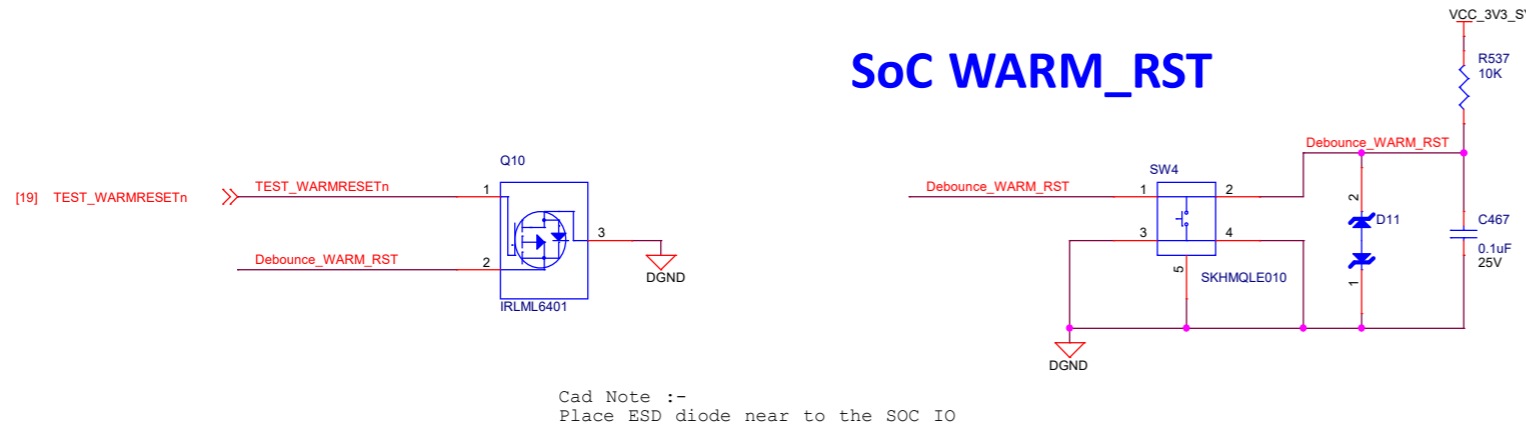 VCC_3V3_SY
SoC WARM_RST
R537
10K
Q10
Debounce_WARM_RST
SW4
[19] TEST_WARMRESETn
TEST_WARMRESETn
1
Debounce_WARM_RST
1
2
2
D11
C467
0.1uF
25V
3
3
4
Debounce_WARM_RST
2
DGND
5
SKHMQLE010
1
IRLML6401
DGND
Cad Note :-
Place ESD diode near to the SOC IO